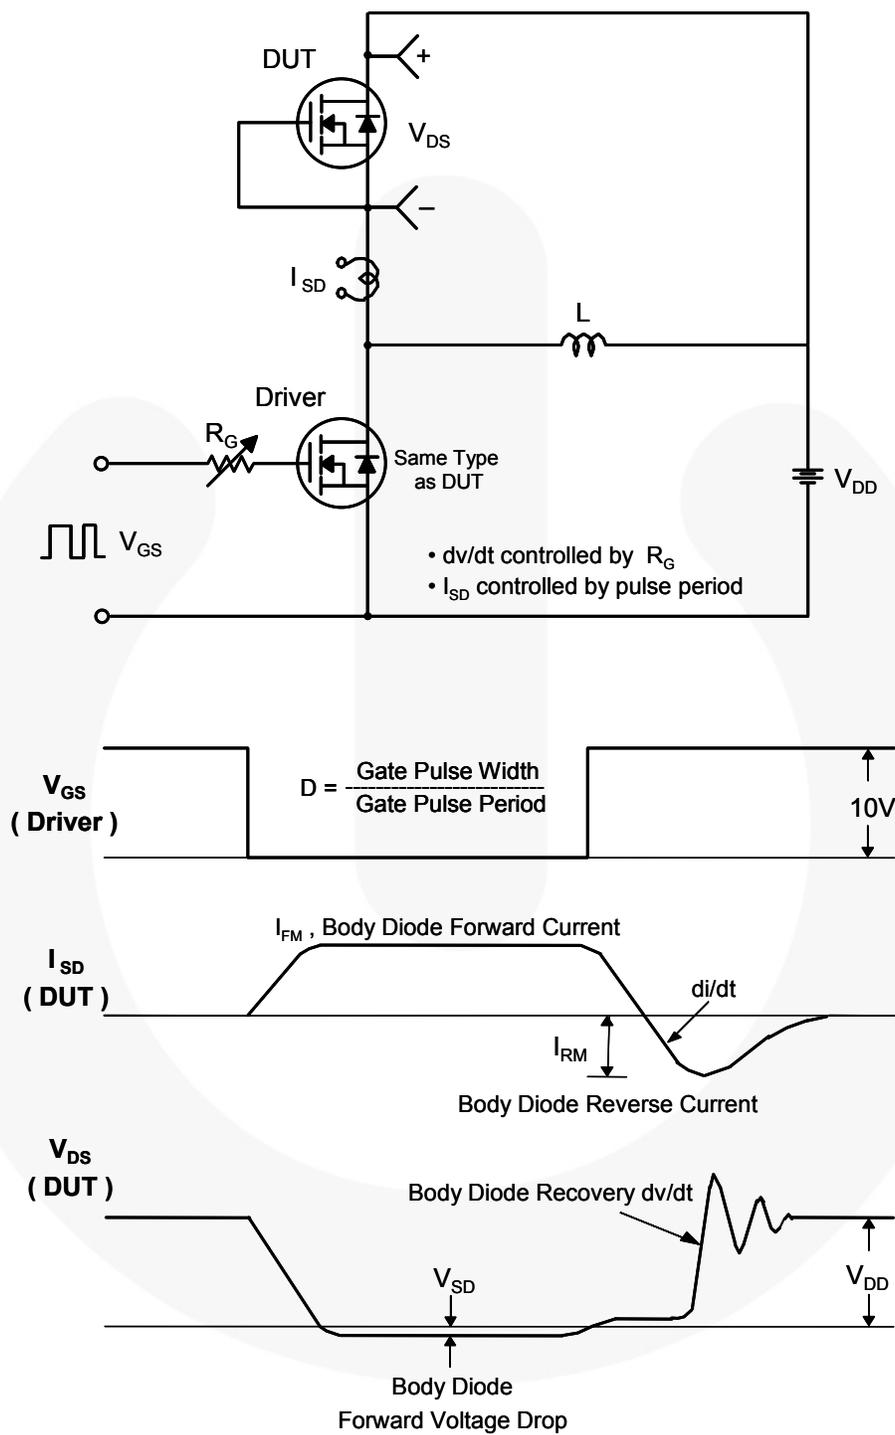 DUT
+
V_DS
−
I_SD
L
Driver
R_G
Same Type
as DUT
V_DD
V_GS
• dv/dt controlled by R_G
• I_SD controlled by pulse period
V_GS
( Driver )
D = Gate Pulse Width
Gate Pulse Period
10V
I_FM , Body Diode Forward Current
I_SD
( DUT )
di/dt
I_RM
Body Diode Reverse Current
V_DS
( DUT )
Body Diode Recovery dv/dt
V_SD
V_DD
Body Diode
Forward Voltage Drop